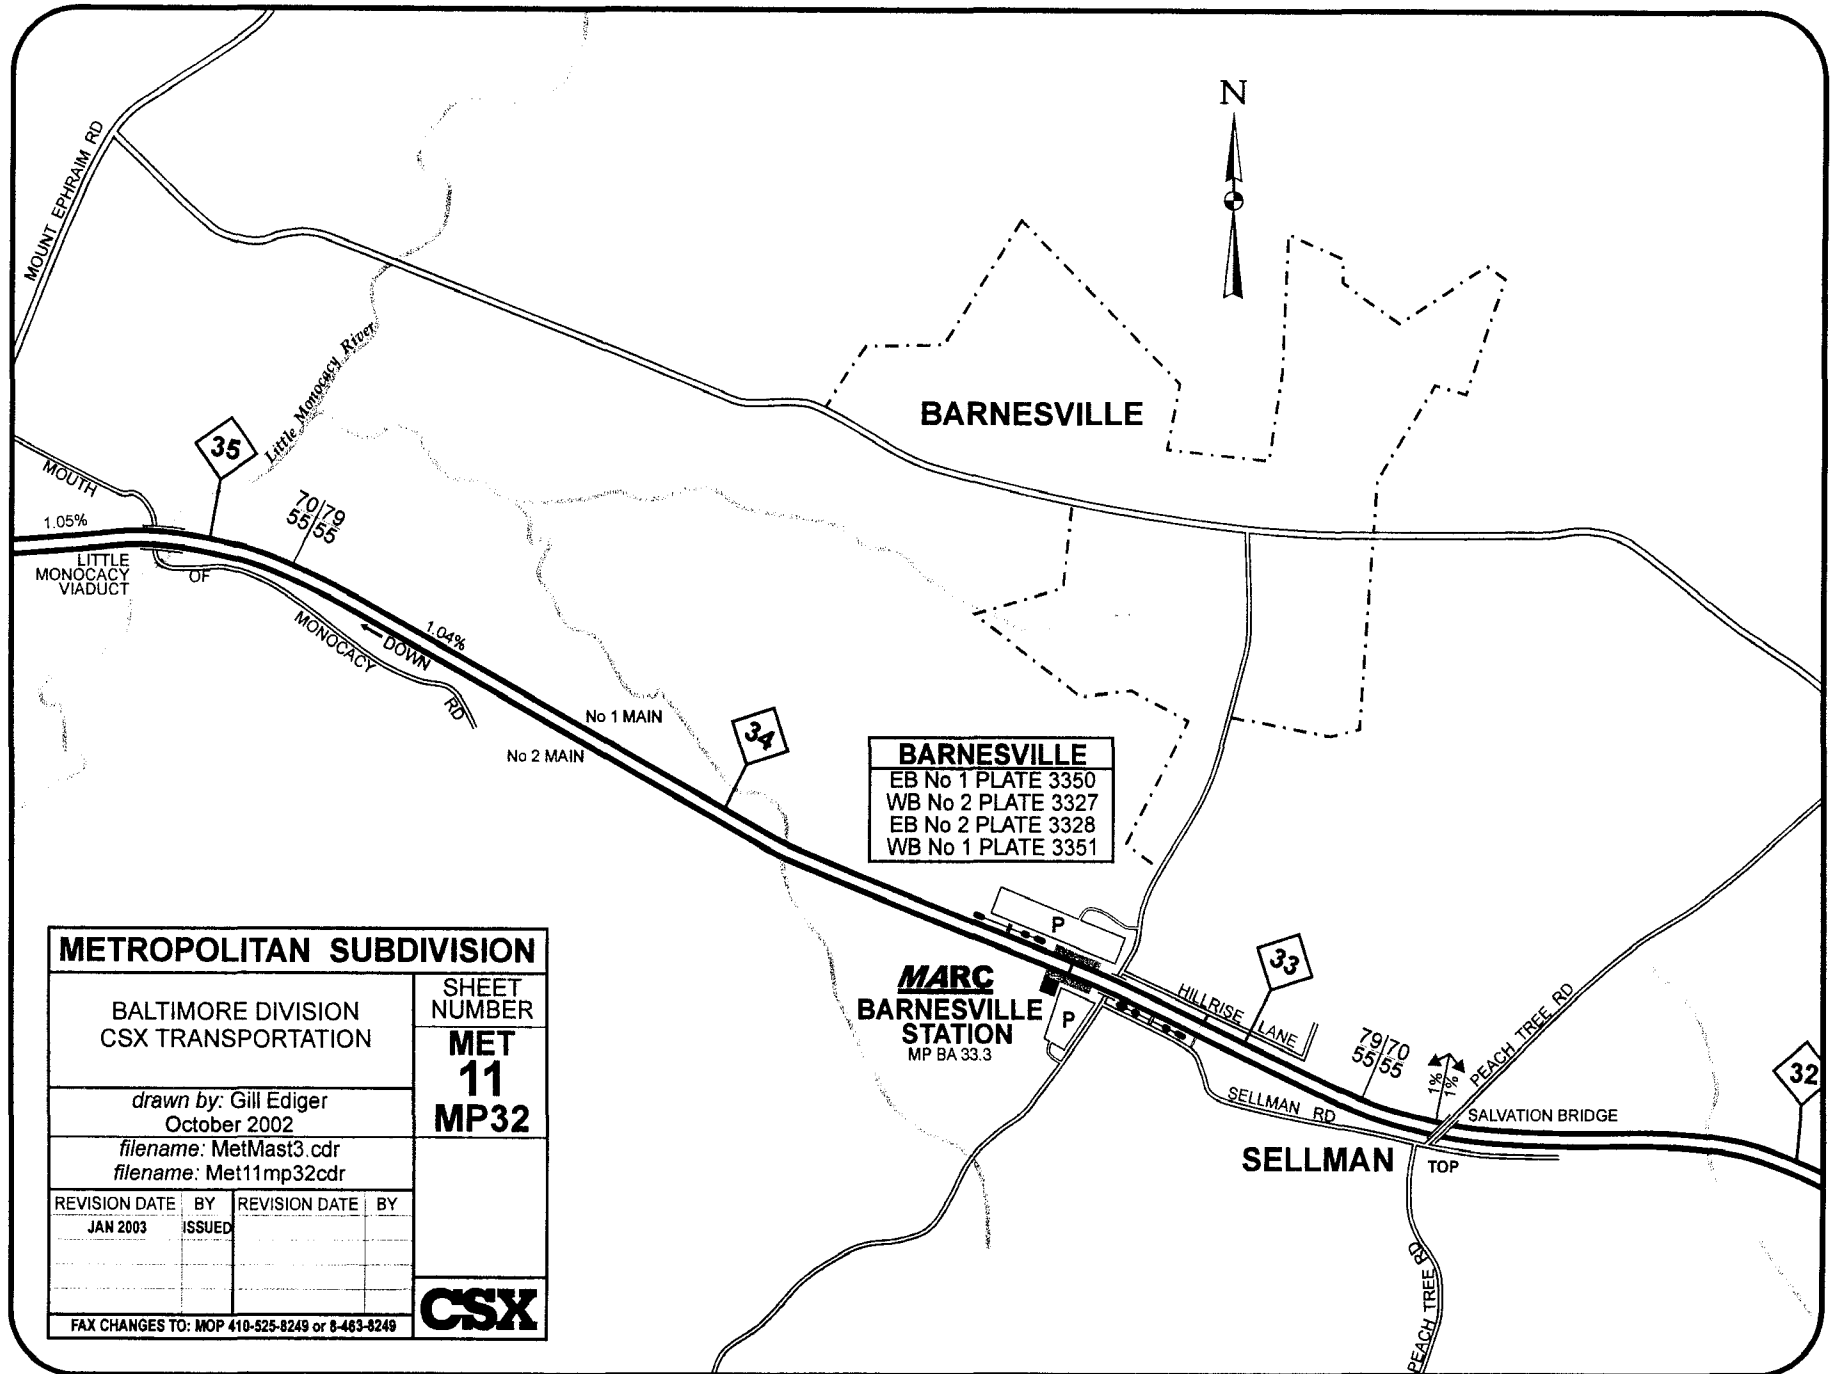 N
MOUNT EPHRAIM RD
Little Monocacy River
BARNESVILLE
35
MOUTH
70|79
55|55
1.05%
LITTLE
MONOCACY
VIADUCT
OF
MONOCACY
RD
1.04%
DOWN
No 1 MAIN
No 2 MAIN
34
BARNESVILLE
EB No 1 PLATE 3350
WB No 2 PLATE 3327
EB No 2 PLATE 3328
WB No 1 PLATE 3351
P
MARC
BARNESVILLE
STATION
MP BA 33.3
P
33
HILLRISE LANE
79|70
55|55
1% 1%
PEACH TREE RD
32
SELLMAN RD
SALVATION BRIDGE
SELLMAN
TOP
PEACH TREE RD
METROPOLITAN SUBDIVISION
BALTIMORE DIVISION
CSX TRANSPORTATION
SHEET
NUMBER
MET
11
MP32
drawn by: Gill Ediger
October 2002
filename: MetMast3.cdr
filename: Met11mp32cdr
REVISION DATE BY REVISION DATE BY
JAN 2003 ISSUED
FAX CHANGES TO: MOP 410-525-8249 or 8-463-8249
CSX